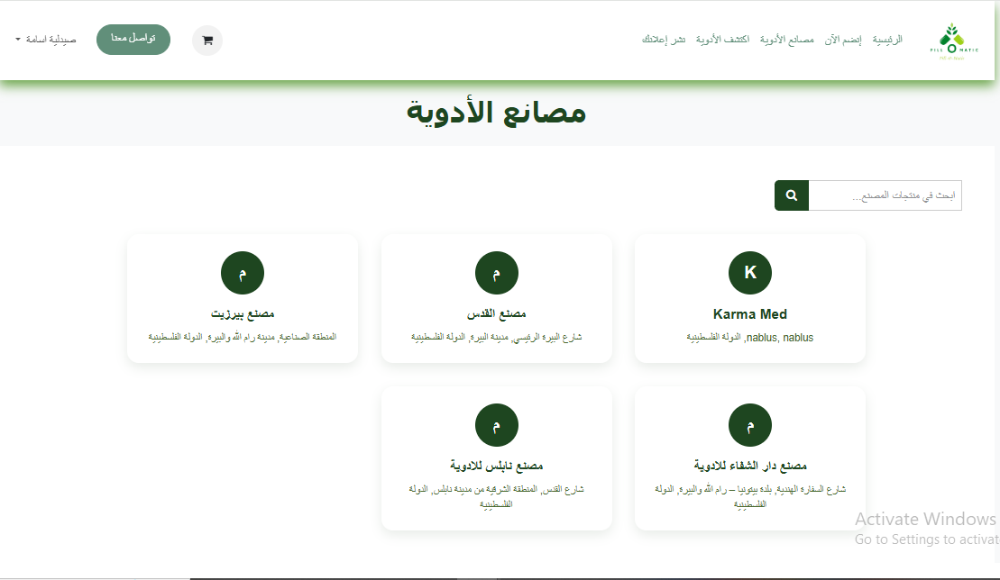 الرئيسية
إنضم الآن
مصانع الأدوية
اكتشف الأدوية
نشر إعلانك
تواصل معنا
صيدلية اسامة
PILL O MATIC
مصانع الأدوية
ابحث في منتجات المصنع...
K
Karma Med
nablus, nablus, الدولة الفلسطينية
م
مصنع القدس
شارع البيرة الرئيسي, مدينة البيرة, الدولة الفلسطينية
م
مصنع بيرزيت
المنطقة الصناعية, مدينة رام الله والبيرة, الدولة الفلسطينية
م
مصنع دار الشفاء للادوية
شارع السفارة الهندية, بلدة بيتونيا – رام الله والبيرة, الدولة
الفلسطينية
م
مصنع نابلس للادوية
شارع القدس, المنطقة الشرقية من مدينة نابلس, الدولة
الفلسطينية
Activate Windows
Go to Settings to activat